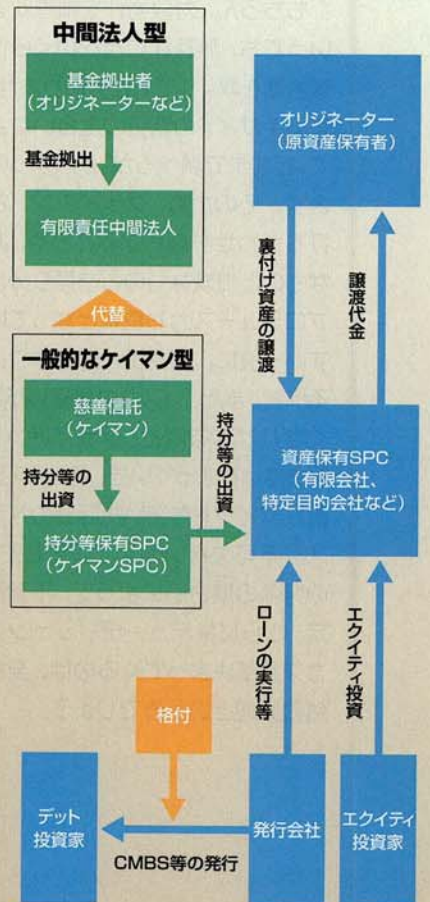 中間法人型
基金拠出者
(オリジネーターなど)
基金拠出
有限責任中間法人
代替
一般的なケイマン型
慈善信託
(ケイマン)
持分等の
出資
持分等保有SPC
(ケイマンSPC)
持分等の出資
オリジネーター
(原資産保有者)
裏付け資産の譲渡
譲渡代金
資産保有SPC
(有限会社、
特定目的会社など)
ローンの実行等
エクイティ投資
格付
デット
投資家
CMBS等の発行
発行会社
エクイティ
投資家